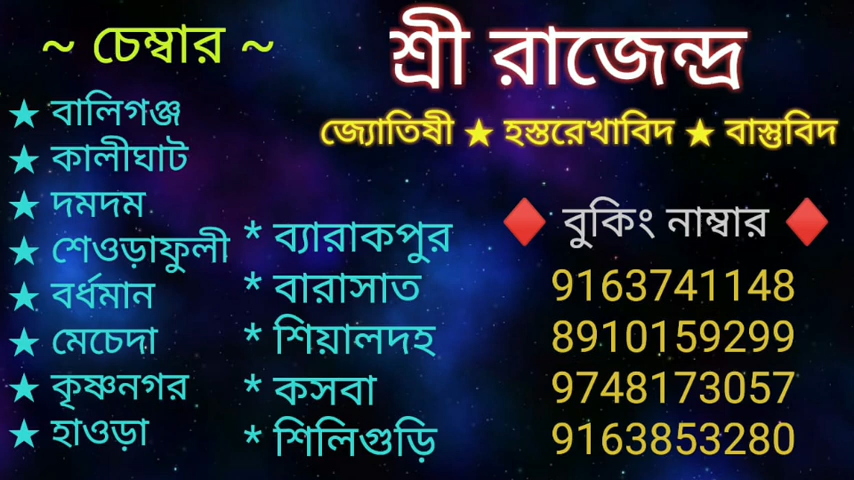 ~ চেম্বার ~
★ বালিগঞ্জ
★ কালীঘাট
★ দমদম
★ শেওড়াফুলী
★ বর্ধমান
★ মেচেদা
★ কৃষ্ণনগর
★ হাওড়া
* ব্যারাকপুর
* বারাসাত
* শিয়ালদহ
* কসবা
* শিলিগুড়ি
শ্রী রাজেন্দ্র
জ্যোতিষী ★ হস্তরেখাবিদ ★ বাস্তুবিদ
♦ বুকিং নাম্বার ♦
9163741148
8910159299
9748173057
9163853280